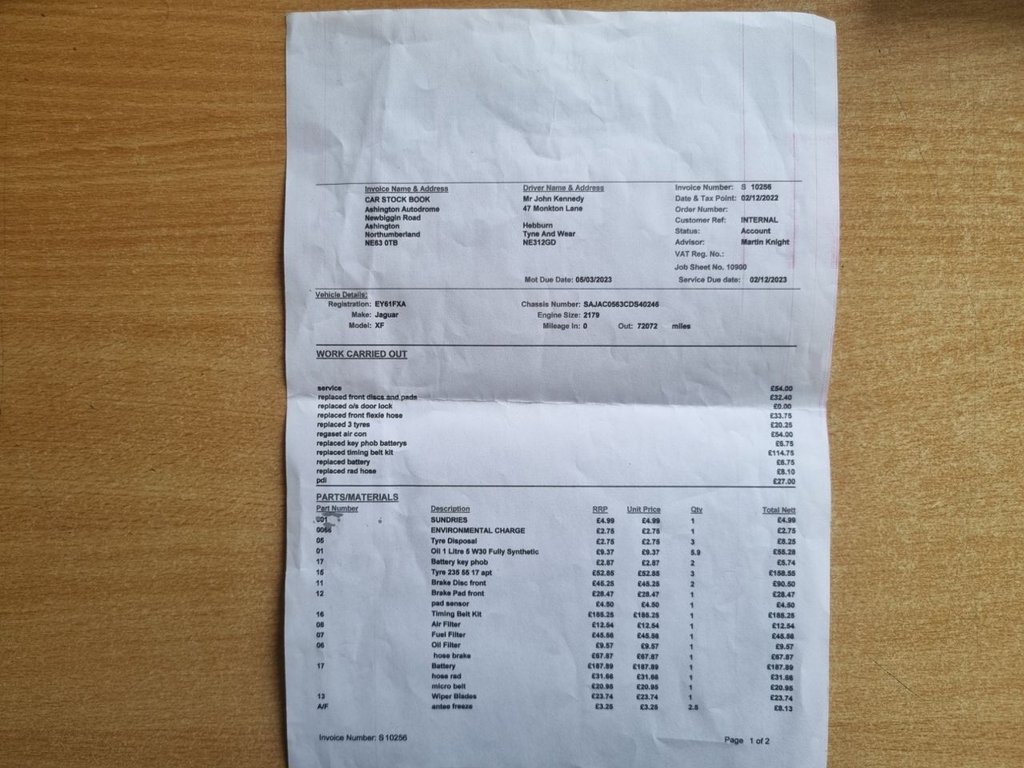 Invoice Name & Address Driver Name & Address Invoice Number: S 10256
CAR STOCK BOOK Mr John Kennedy Date & Tax Point: 02/12/2022
Ashington Autodrome 47 Monkton Lane Order Number:
Newbiggin Road Customer Ref: INTERNAL
Ashington Hebburn Status: Account
Northumberland Tyne And Wear Advisor: Martin Knight
NE63 0TB NE312GD
VAT Reg. No.:
Job Sheet No. 10900
Mot Due Date: 05/03/2023 Service Due date: 02/12/2023
Vehicle Details:
Registration: EY61FXA Chassis Number: SAJAC0563CDS40246
Make: Jaguar Engine Size: 2179
Model: XF Mileage In: 0 Out: 72072 miles
WORK CARRIED OUT
service £54.00
replaced front discs and pads £32.40
replaced o/s door lock £0.00
replaced front flexie hose £33.75
replaced 3 tyres £20.25
regaset air con £54.00
replaced key phob batterys £6.75
replaced timing belt kit £114.75
replaced battery £6.75
replaced rad hose £8.10
pdi £27.00
PARTS/MATERIALS
Part Number Description RRP Unit Price Qty Total Nett
001 SUNDRIES £4.99 £4.99 1 £4.99
0056 ENVIRONMENTAL CHARGE £2.75 £2.75 1 £2.75
05 Tyre Disposal £2.75 £2.75 3 £8.25
01 Oil 1 Litre 5 W30 Fully Synthetic £9.37 £9.37 5.9 £55.28
17 Battery key phob £2.87 £2.87 2 £5.74
15 Tyre 235 55 17 apt £52.85 £52.85 3 £158.55
11 Brake Disc front £45.25 £45.25 2 £90.50
12 Brake Pad front £28.47 £28.47 1 £28.47
pad sensor £4.50 £4.50 1 £4.50
16 Timing Belt Kit £185.25 £185.25 1 £185.25
08 Air Filter £12.54 £12.54 1 £12.54
07 Fuel Filter £45.58 £45.58 1 £45.58
06 Oil Filter £9.57 £9.57 1 £9.57
hose brake £67.87 £67.87 1 £67.87
17 Battery £187.89 £187.89 1 £187.89
hose rad £31.66 £31.66 1 £31.66
micro belt £20.95 £20.95 1 £20.95
13 Wiper Blades £23.74 £23.74 1 £23.74
A/F antee freeze £3.25 £3.25 2.5 £8.13
Invoice Number: S 10256 Page 1 of 2